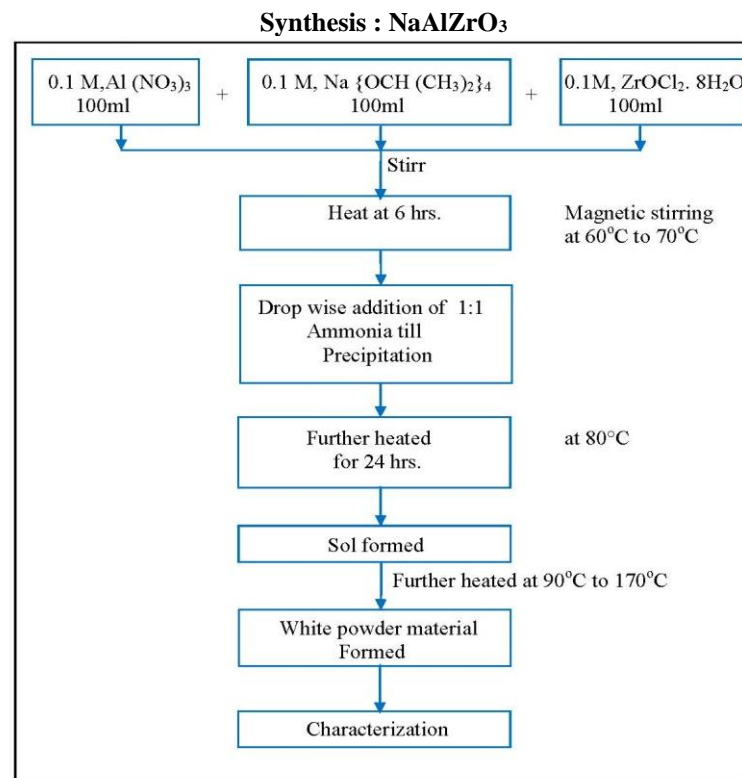 Synthesis : NaAlZrO₃
0.1 M,Al (NO₃)₃
100ml
+
0.1 M, Na {OCH (CH₃)₂}₄
100ml
+
0.1M, ZrOCl₂. 8H₂O
100ml
Stirr
Heat at 6 hrs.
Magnetic stirring
at 60°C to 70°C
Drop wise addition of 1:1
Ammonia till
Precipitation
Further heated
for 24 hrs.
at 80°C
Sol formed
Further heated at 90°C to 170°C
White powder material
Formed
Characterization